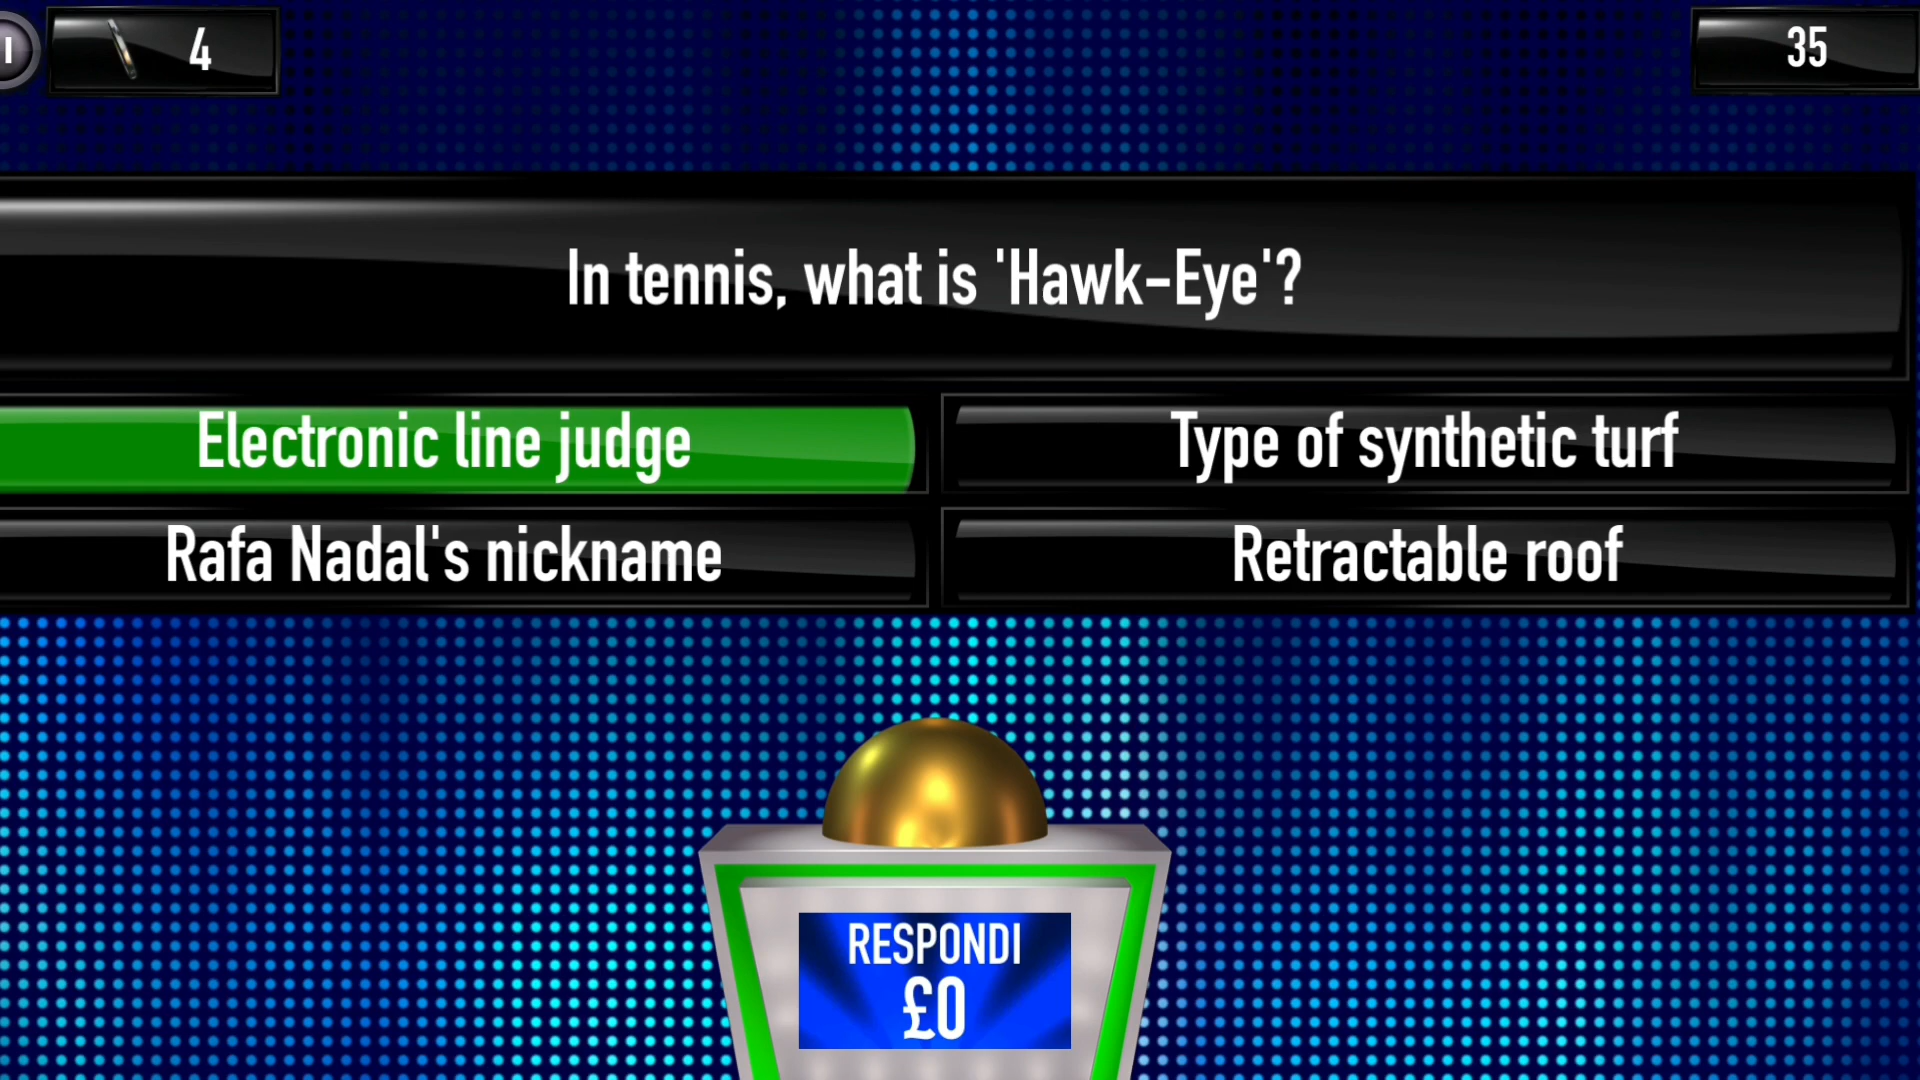 4
35
In tennis, what is 'Hawk-Eye'?
Electronic line judge
Type of synthetic turf
Rafa Nadal's nickname
Retractable roof
RESPONDI
£0